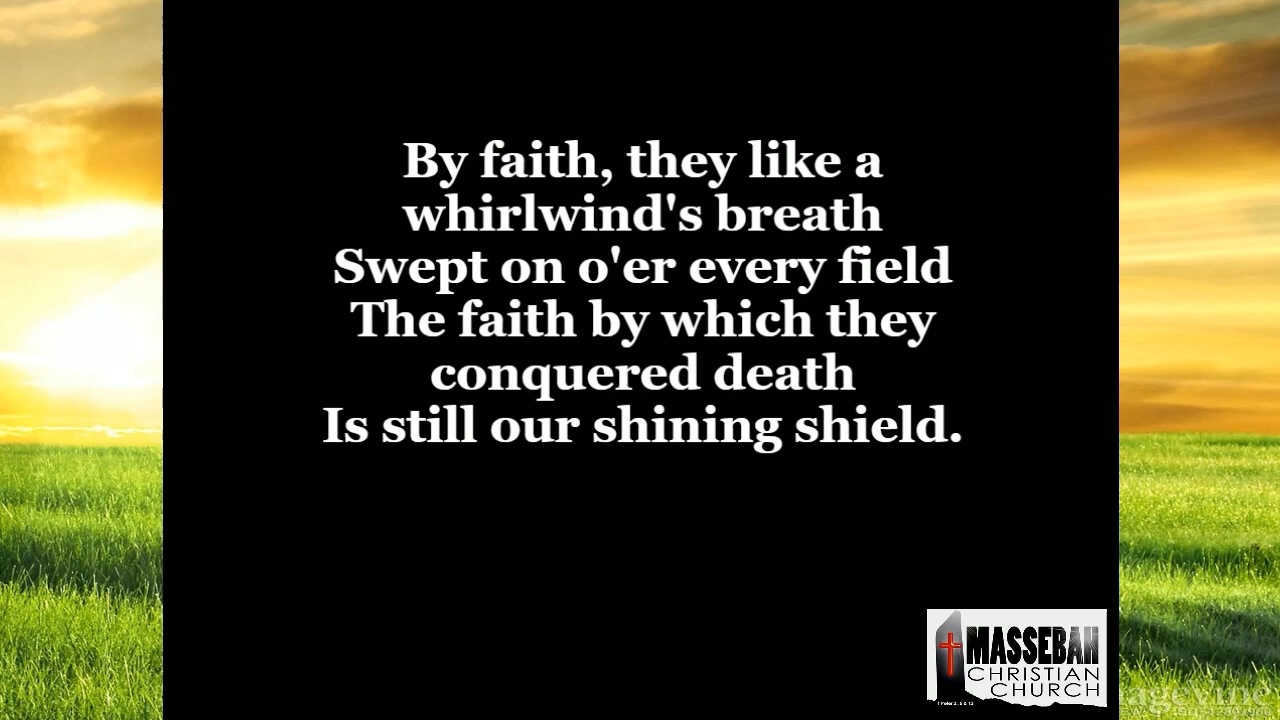 By faith, they like a
whirlwind's breath
Swept on o'er every field
The faith by which they
conquered death
Is still our shining shield.
MASSEBAH
CHRISTIAN
CHURCH